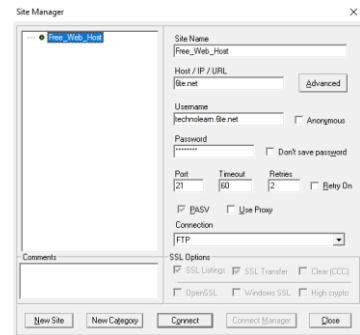 Site Manager
Free_Web_Host
Site Name
Free_Web_Host
Host / IP / URL
6te.net
Advanced
Username
technolearn.6te.net
Anonymous
Password
********
Don't save password
Port Timeout Retries
21 60 2 Retry On
PASV Use Proxy
Connection
FTP
Comments
SSL Options
SSL Listings SSL Transfer Clear (CCC)
OpenSSL Windows SSL High crypto
New Site New Category Connect Connect Manager Close